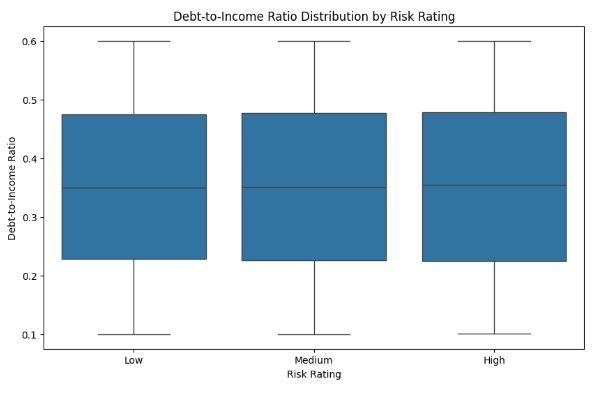 Debt-to-Income Ratio Distribution by Risk Rating
0.6
0.5
0.4
0.3
0.2
0.1
Debt-to-Income Ratio
Low Medium High
Risk Rating